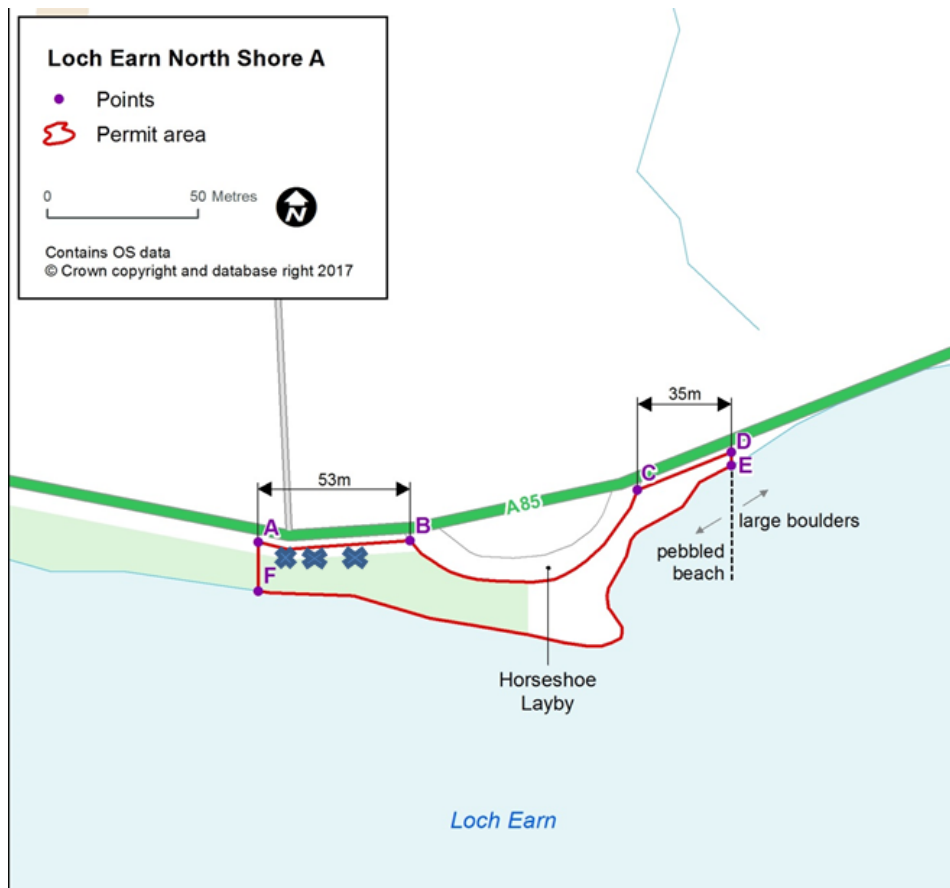 Loch Earn North Shore A
Points
Permit area
0 50 Metres
N
Contains OS data
© Crown copyright and database right 2017
35m
D
C
E
53m
A85
A
B
large boulders
pebbled
beach
F
Horseshoe
Layby
Loch Earn